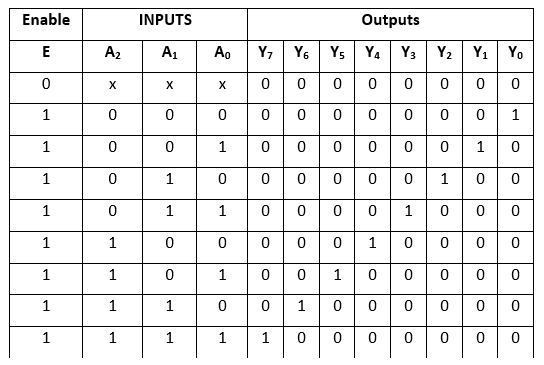 Enable INPUTS Outputs
E A₂ A₁ A₀ Y₇ Y₆ Y₅ Y₄ Y₃ Y₂ Y₁ Y₀
0 x x x 0 0 0 0 0 0 0 0
1 0 0 0 0 0 0 0 0 0 0 1
1 0 0 1 0 0 0 0 0 0 1 0
1 0 1 0 0 0 0 0 0 1 0 0
1 0 1 1 0 0 0 0 1 0 0 0
1 1 0 0 0 0 0 1 0 0 0 0
1 1 0 1 0 0 1 0 0 0 0 0
1 1 1 0 0 1 0 0 0 0 0 0
1 1 1 1 1 0 0 0 0 0 0 0